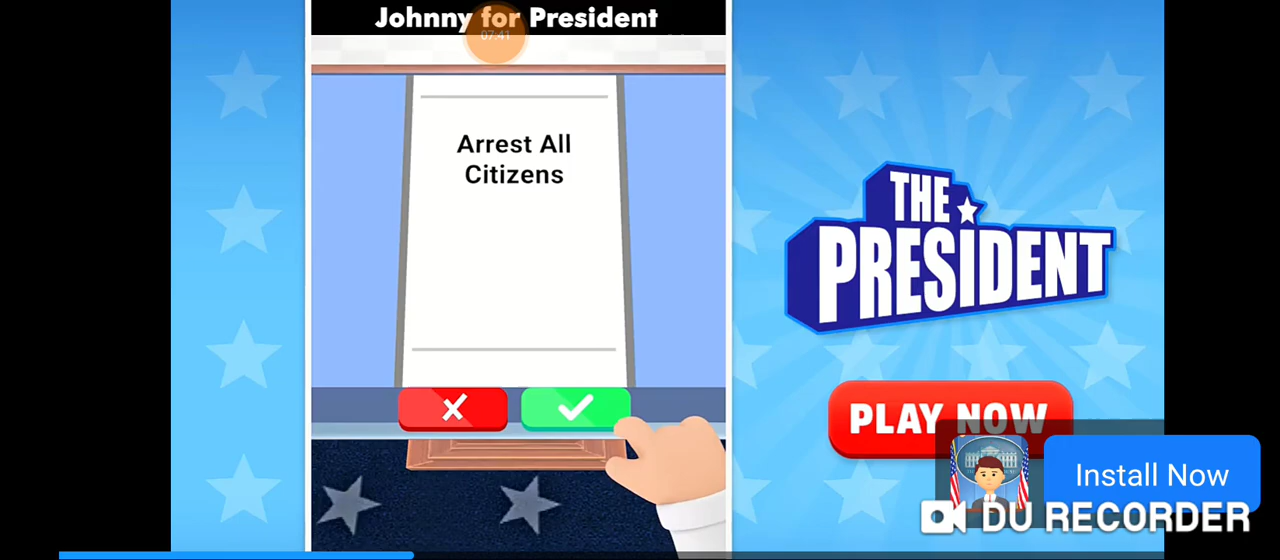 Johnny for President
07:41
Arrest All
Citizens
THE
PRESIDENT
PLAY NOW
Install Now
DU RECORDER